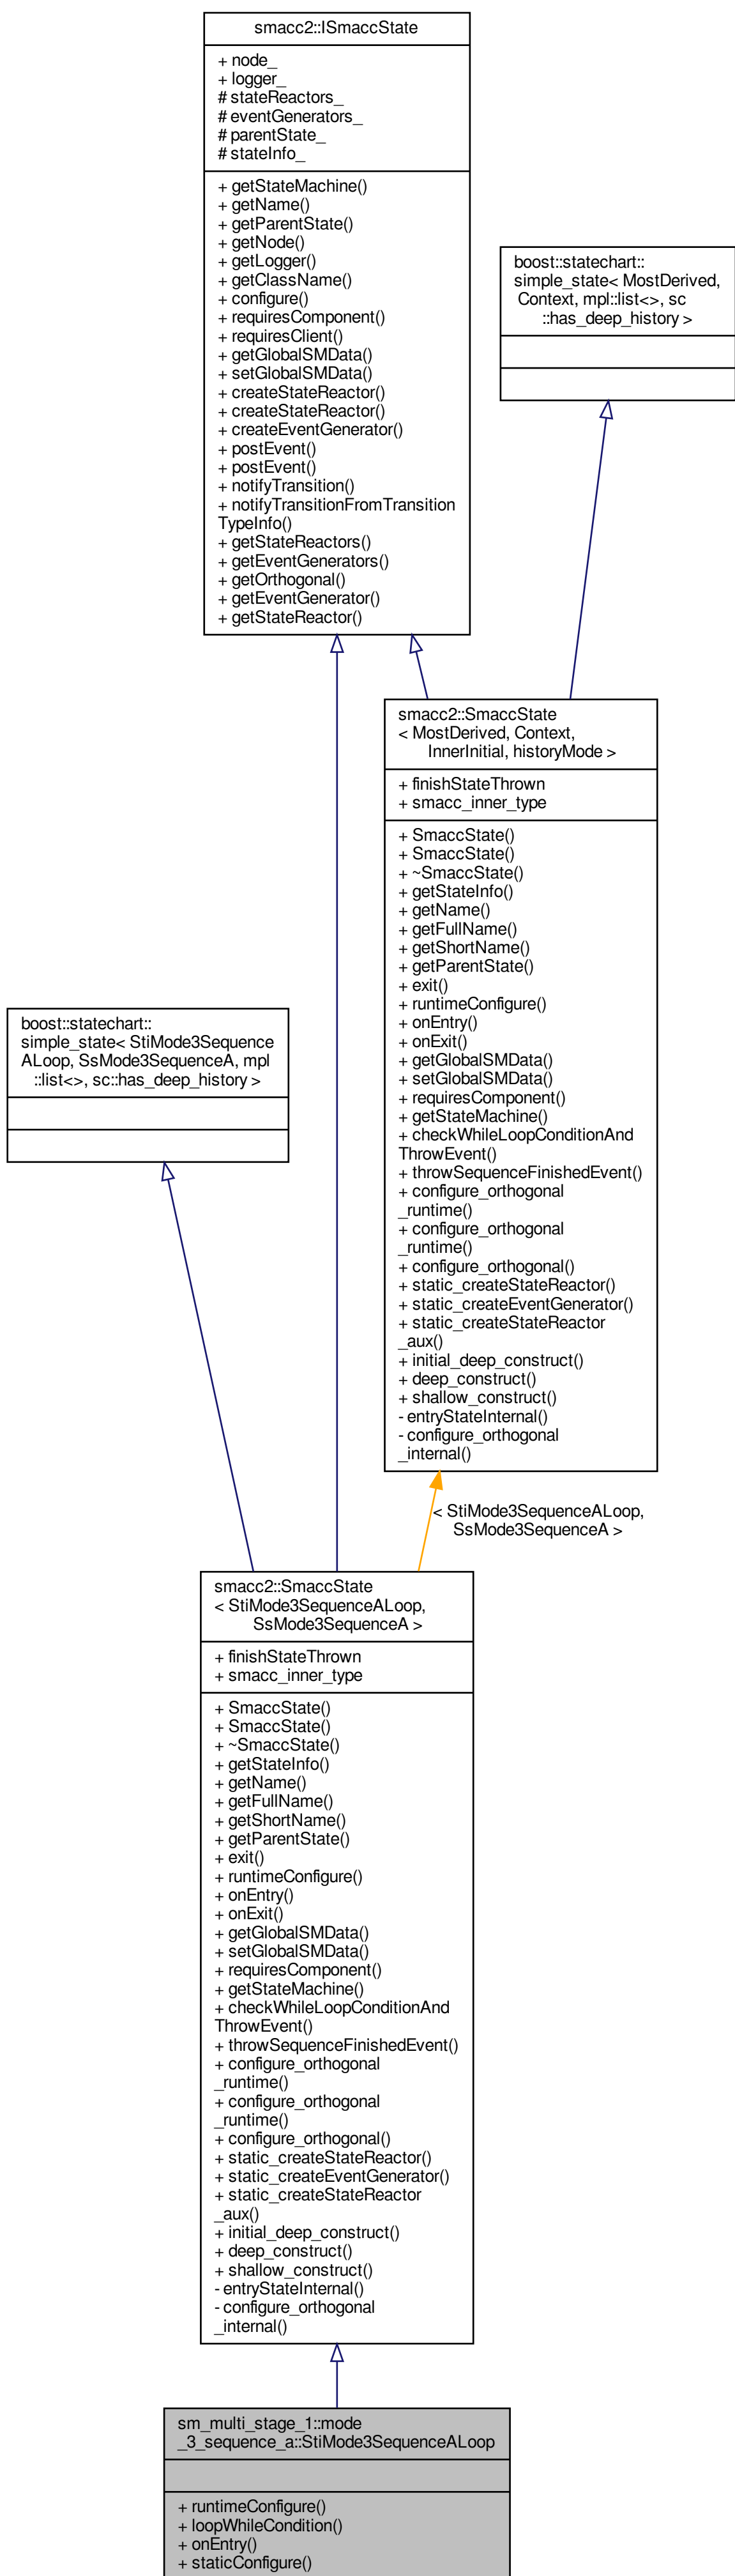 smacc2::ISmaccState
+ node_
+ logger_
# stateReactors_
# eventGenerators_
# parentState_
# stateInfo_
+ getStateMachine()
+ getName()
+ getParentState()
+ getNode()
+ getLogger()
+ getClassName()
+ configure()
+ requiresComponent()
+ requiresClient()
+ getGlobalSMData()
+ setGlobalSMData()
+ createStateReactor()
+ createStateReactor()
+ createEventGenerator()
+ postEvent()
+ postEvent()
+ notifyTransition()
+ notifyTransitionFromTransition
TypeInfo()
+ getStateReactors()
+ getEventGenerators()
+ getOrthogonal()
+ getEventGenerator()
+ getStateReactor()
boost::statechart::
simple_state< MostDerived,
Context, mpl::list<>, sc
::has_deep_history >
smacc2::SmaccState
< MostDerived, Context,
InnerInitial, historyMode >
+ finishStateThrown
+ smacc_inner_type
+ SmaccState()
+ SmaccState()
+ ~SmaccState()
+ getStateInfo()
+ getName()
+ getFullName()
+ getShortName()
+ getParentState()
+ exit()
+ runtimeConfigure()
+ onEntry()
+ onExit()
+ getGlobalSMData()
+ setGlobalSMData()
+ requiresComponent()
+ getStateMachine()
+ checkWhileLoopConditionAnd
ThrowEvent()
+ throwSequenceFinishedEvent()
+ configure_orthogonal
_runtime()
+ configure_orthogonal
_runtime()
+ configure_orthogonal()
+ static_createStateReactor()
+ static_createEventGenerator()
+ static_createStateReactor
_aux()
+ initial_deep_construct()
+ deep_construct()
+ shallow_construct()
- entryStateInternal()
- configure_orthogonal
_internal()
boost::statechart::
simple_state< StiMode3Sequence
ALoop, SsMode3SequenceA, mpl
::list<>, sc::has_deep_history >
< StiMode3SequenceALoop,
SsMode3SequenceA >
smacc2::SmaccState
< StiMode3SequenceALoop,
SsMode3SequenceA >
+ finishStateThrown
+ smacc_inner_type
+ SmaccState()
+ SmaccState()
+ ~SmaccState()
+ getStateInfo()
+ getName()
+ getFullName()
+ getShortName()
+ getParentState()
+ exit()
+ runtimeConfigure()
+ onEntry()
+ onExit()
+ getGlobalSMData()
+ setGlobalSMData()
+ requiresComponent()
+ getStateMachine()
+ checkWhileLoopConditionAnd
ThrowEvent()
+ throwSequenceFinishedEvent()
+ configure_orthogonal
_runtime()
+ configure_orthogonal
_runtime()
+ configure_orthogonal()
+ static_createStateReactor()
+ static_createEventGenerator()
+ static_createStateReactor
_aux()
+ initial_deep_construct()
+ deep_construct()
+ shallow_construct()
- entryStateInternal()
- configure_orthogonal
_internal()
sm_multi_stage_1::mode
_3_sequence_a::StiMode3SequenceALoop
+ runtimeConfigure()
+ loopWhileCondition()
+ onEntry()
+ staticConfigure()